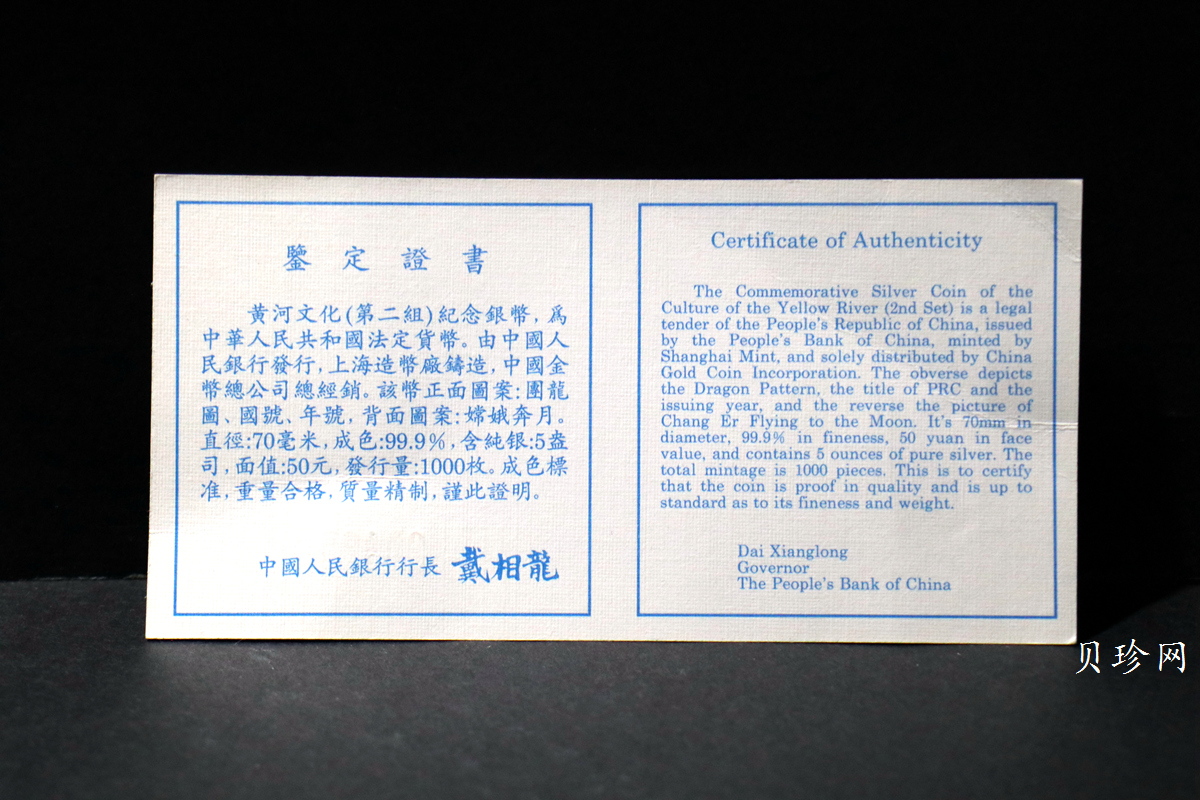 鑒定證書
黃河文化(第二組)紀念銀幣,爲
中華人民共和國法定貨幣。由中國人
民銀行發行,上海造幣廠鑄造,中國金
幣總公司總經銷。該幣正面圖案:團龍
圖、國號、年號,背面圖案:嫦娥奔月。
直徑:70毫米,成色:99.9%,含純银:5盎
司,面值:50元,發行量:1000枚。成色標
准,重量合格,質量精制,謹此證明。
中國人民銀行行長 戴相龍
Certificate of Authenticity
The Commemorative Silver Coin of the
Culture of the Yellow River (2nd Set) is a legal
tender of the People's Republic of China, issued
by the People's Bank of China, minted by
Shanghai Mint, and solely distributed by China
Gold Coin Incorporation. The obverse depicts
the Dragon Pattern, the title of PRC and the
issuing year, and the reverse the picture of
Chang Er Flying to the Moon. It's 70mm in
diameter, 99.9% in fineness, 50 yuan in face
value, and contains 5 ounces of pure silver. The
total mintage is 1000 pieces. This is to certify
that the coin is proof in quality and is up to
standard as to its fineness and weight.
Dai Xianglong
Governor
The People's Bank of China
贝珍网